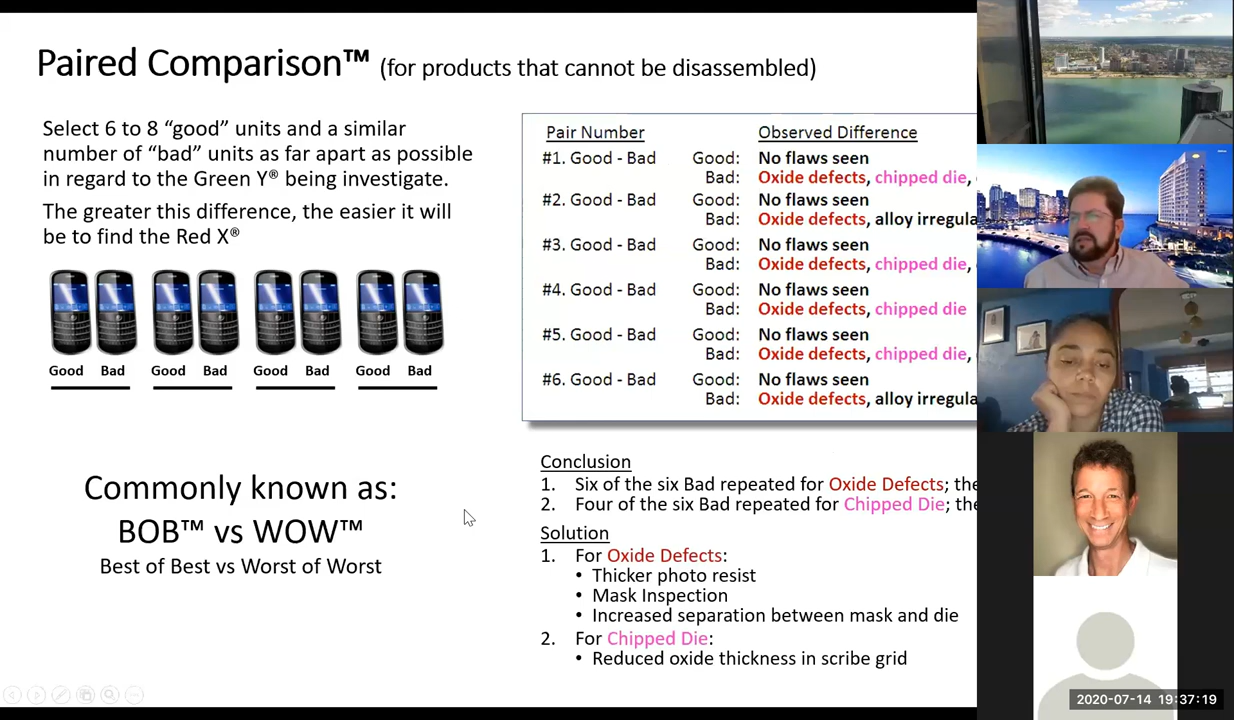 Paired Comparison™ (for products that cannot be disassembled)
Select 6 to 8 “good” units and a similar
number of “bad” units as far apart as possible
in regard to the Green Y® being investigate.
The greater this difference, the easier it will
be to find the Red X®
Good Bad Good Bad Good Bad Good Bad
Commonly known as:
BOB™ vs WOW™
Best of Best vs Worst of Worst
Pair Number Observed Difference
#1. Good - Bad Good: No flaws seen
Bad: Oxide defects, chipped die,
#2. Good - Bad Good: No flaws seen
Bad: Oxide defects, alloy irregula
#3. Good - Bad Good: No flaws seen
Bad: Oxide defects, chipped die,
#4. Good - Bad Good: No flaws seen
Bad: Oxide defects, chipped die
#5. Good - Bad Good: No flaws seen
Bad: Oxide defects, chipped die,
#6. Good - Bad Good: No flaws seen
Bad: Oxide defects, alloy irregula
Conclusion
1. Six of the six Bad repeated for Oxide Defects; the
2. Four of the six Bad repeated for Chipped Die; the
Solution
1. For Oxide Defects:
• Thicker photo resist
• Mask Inspection
• Increased separation between mask and die
2. For Chipped Die:
• Reduced oxide thickness in scribe grid
2020-07-14 19:37:19